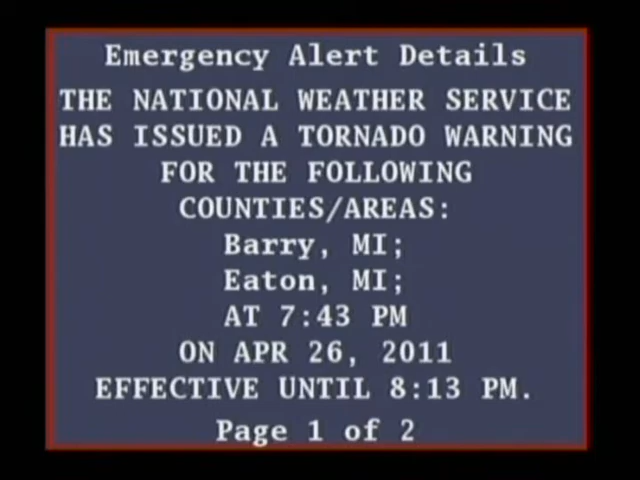 Emergency Alert Details
THE NATIONAL WEATHER SERVICE
HAS ISSUED A TORNADO WARNING
FOR THE FOLLOWING
COUNTIES/AREAS:
Barry, MI;
Eaton, MI;
AT 7:43 PM
ON APR 26, 2011
EFFECTIVE UNTIL 8:13 PM.
Page 1 of 2